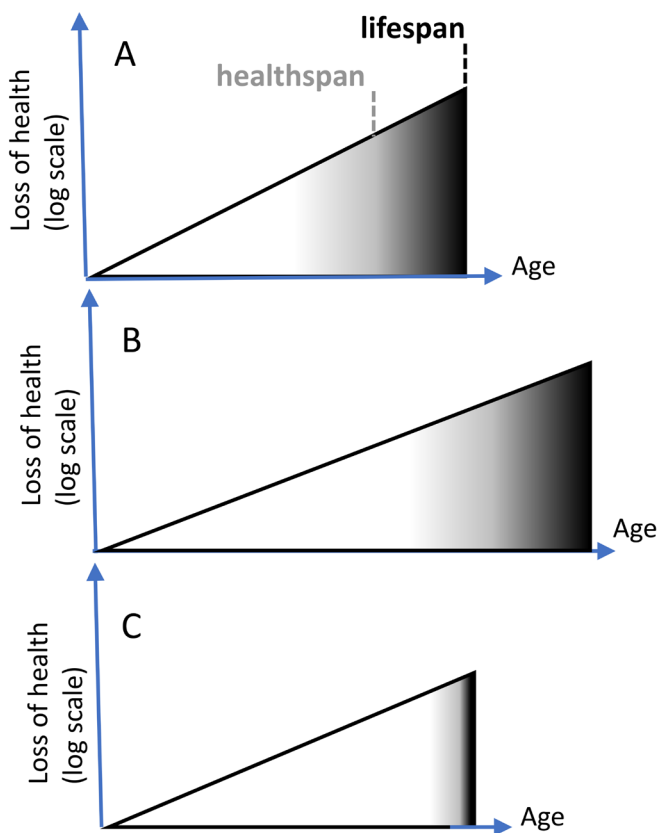 lifespan
A
healthspan
Loss of health
(log scale)
Age
B
Loss of health
(log scale)
Age
C
Loss of health
(log scale)
Age